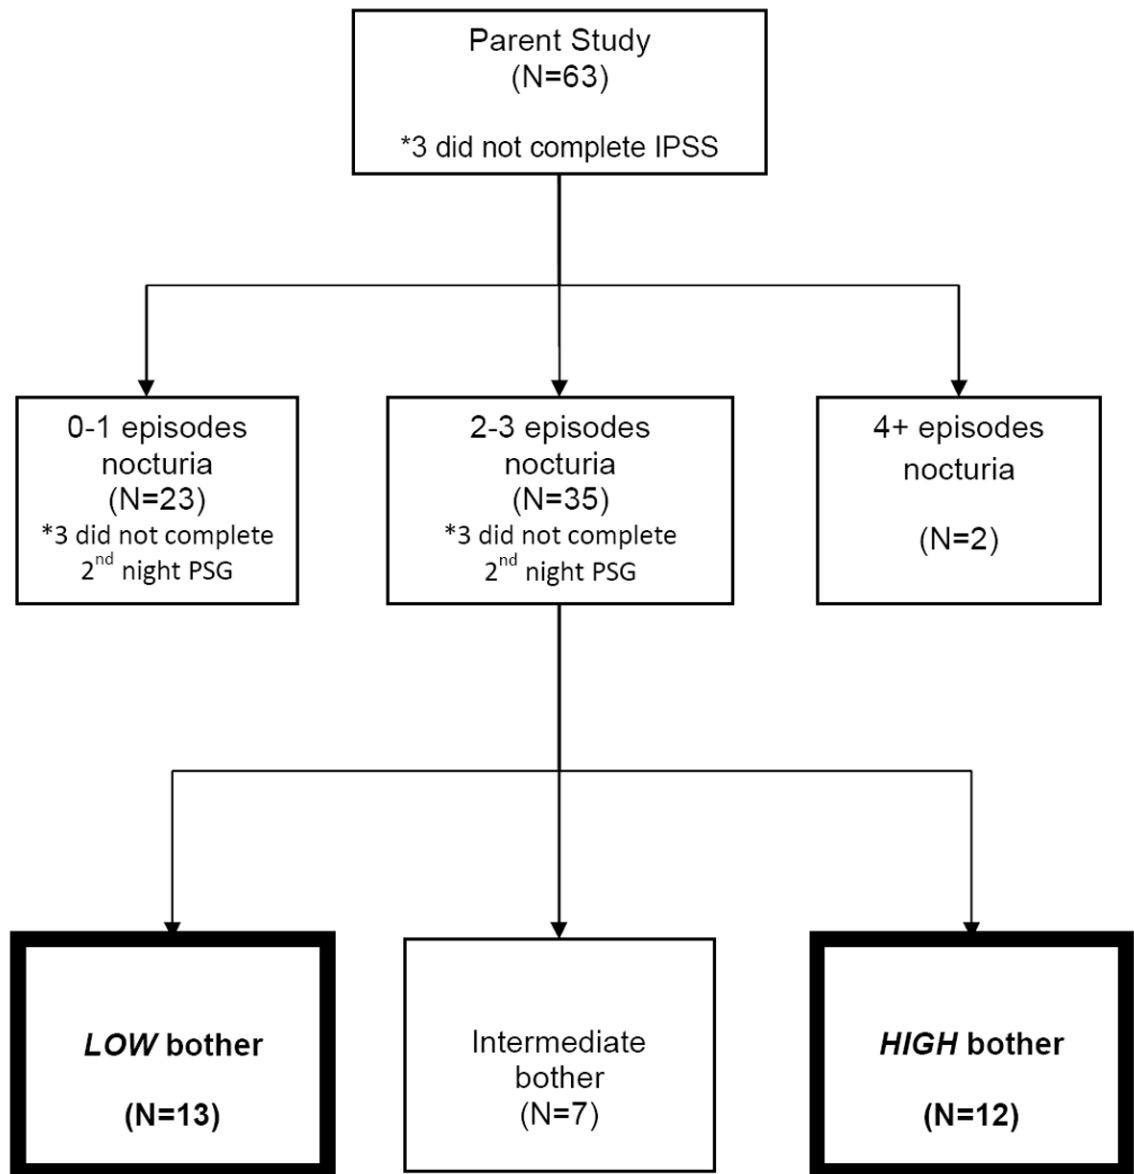 Parent Study
(N=63)
*3 did not complete IPSS
0-1 episodes
nocturia
(N=23)
*3 did not complete
2nd night PSG
2-3 episodes
nocturia
(N=35)
*3 did not complete
2nd night PSG
4+ episodes
nocturia
(N=2)
LOW bother
(N=13)
Intermediate
bother
(N=7)
HIGH bother
(N=12)